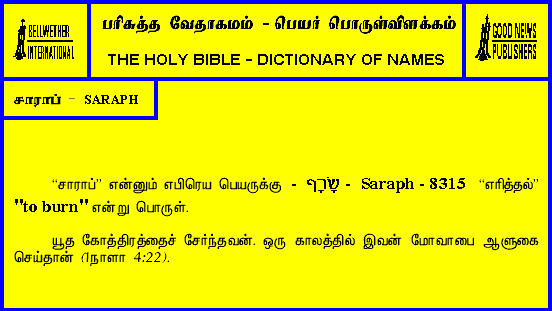 BELLWETHER
INTERNATIONAL
பரிசுத்த வேதாகமம் - பெயர் பொருள்விளக்கம்
THE HOLY BIBLE - DICTIONARY OF NAMES
GOOD NEWS
PUBLISHERS
சாராப் - SARAPH
“சாராப்” என்னும் எபிரெய பெயருக்கு - שָׂרָף - Saraph - 8315 “எரித்தல்”
"to burn" என்று பொருள்.
யூத கோத்திரத்தைச் சேர்ந்தவன். ஒரு காலத்தில் இவன் மோவாபை ஆளுகை
செய்தான் (1நாளா 4:22).